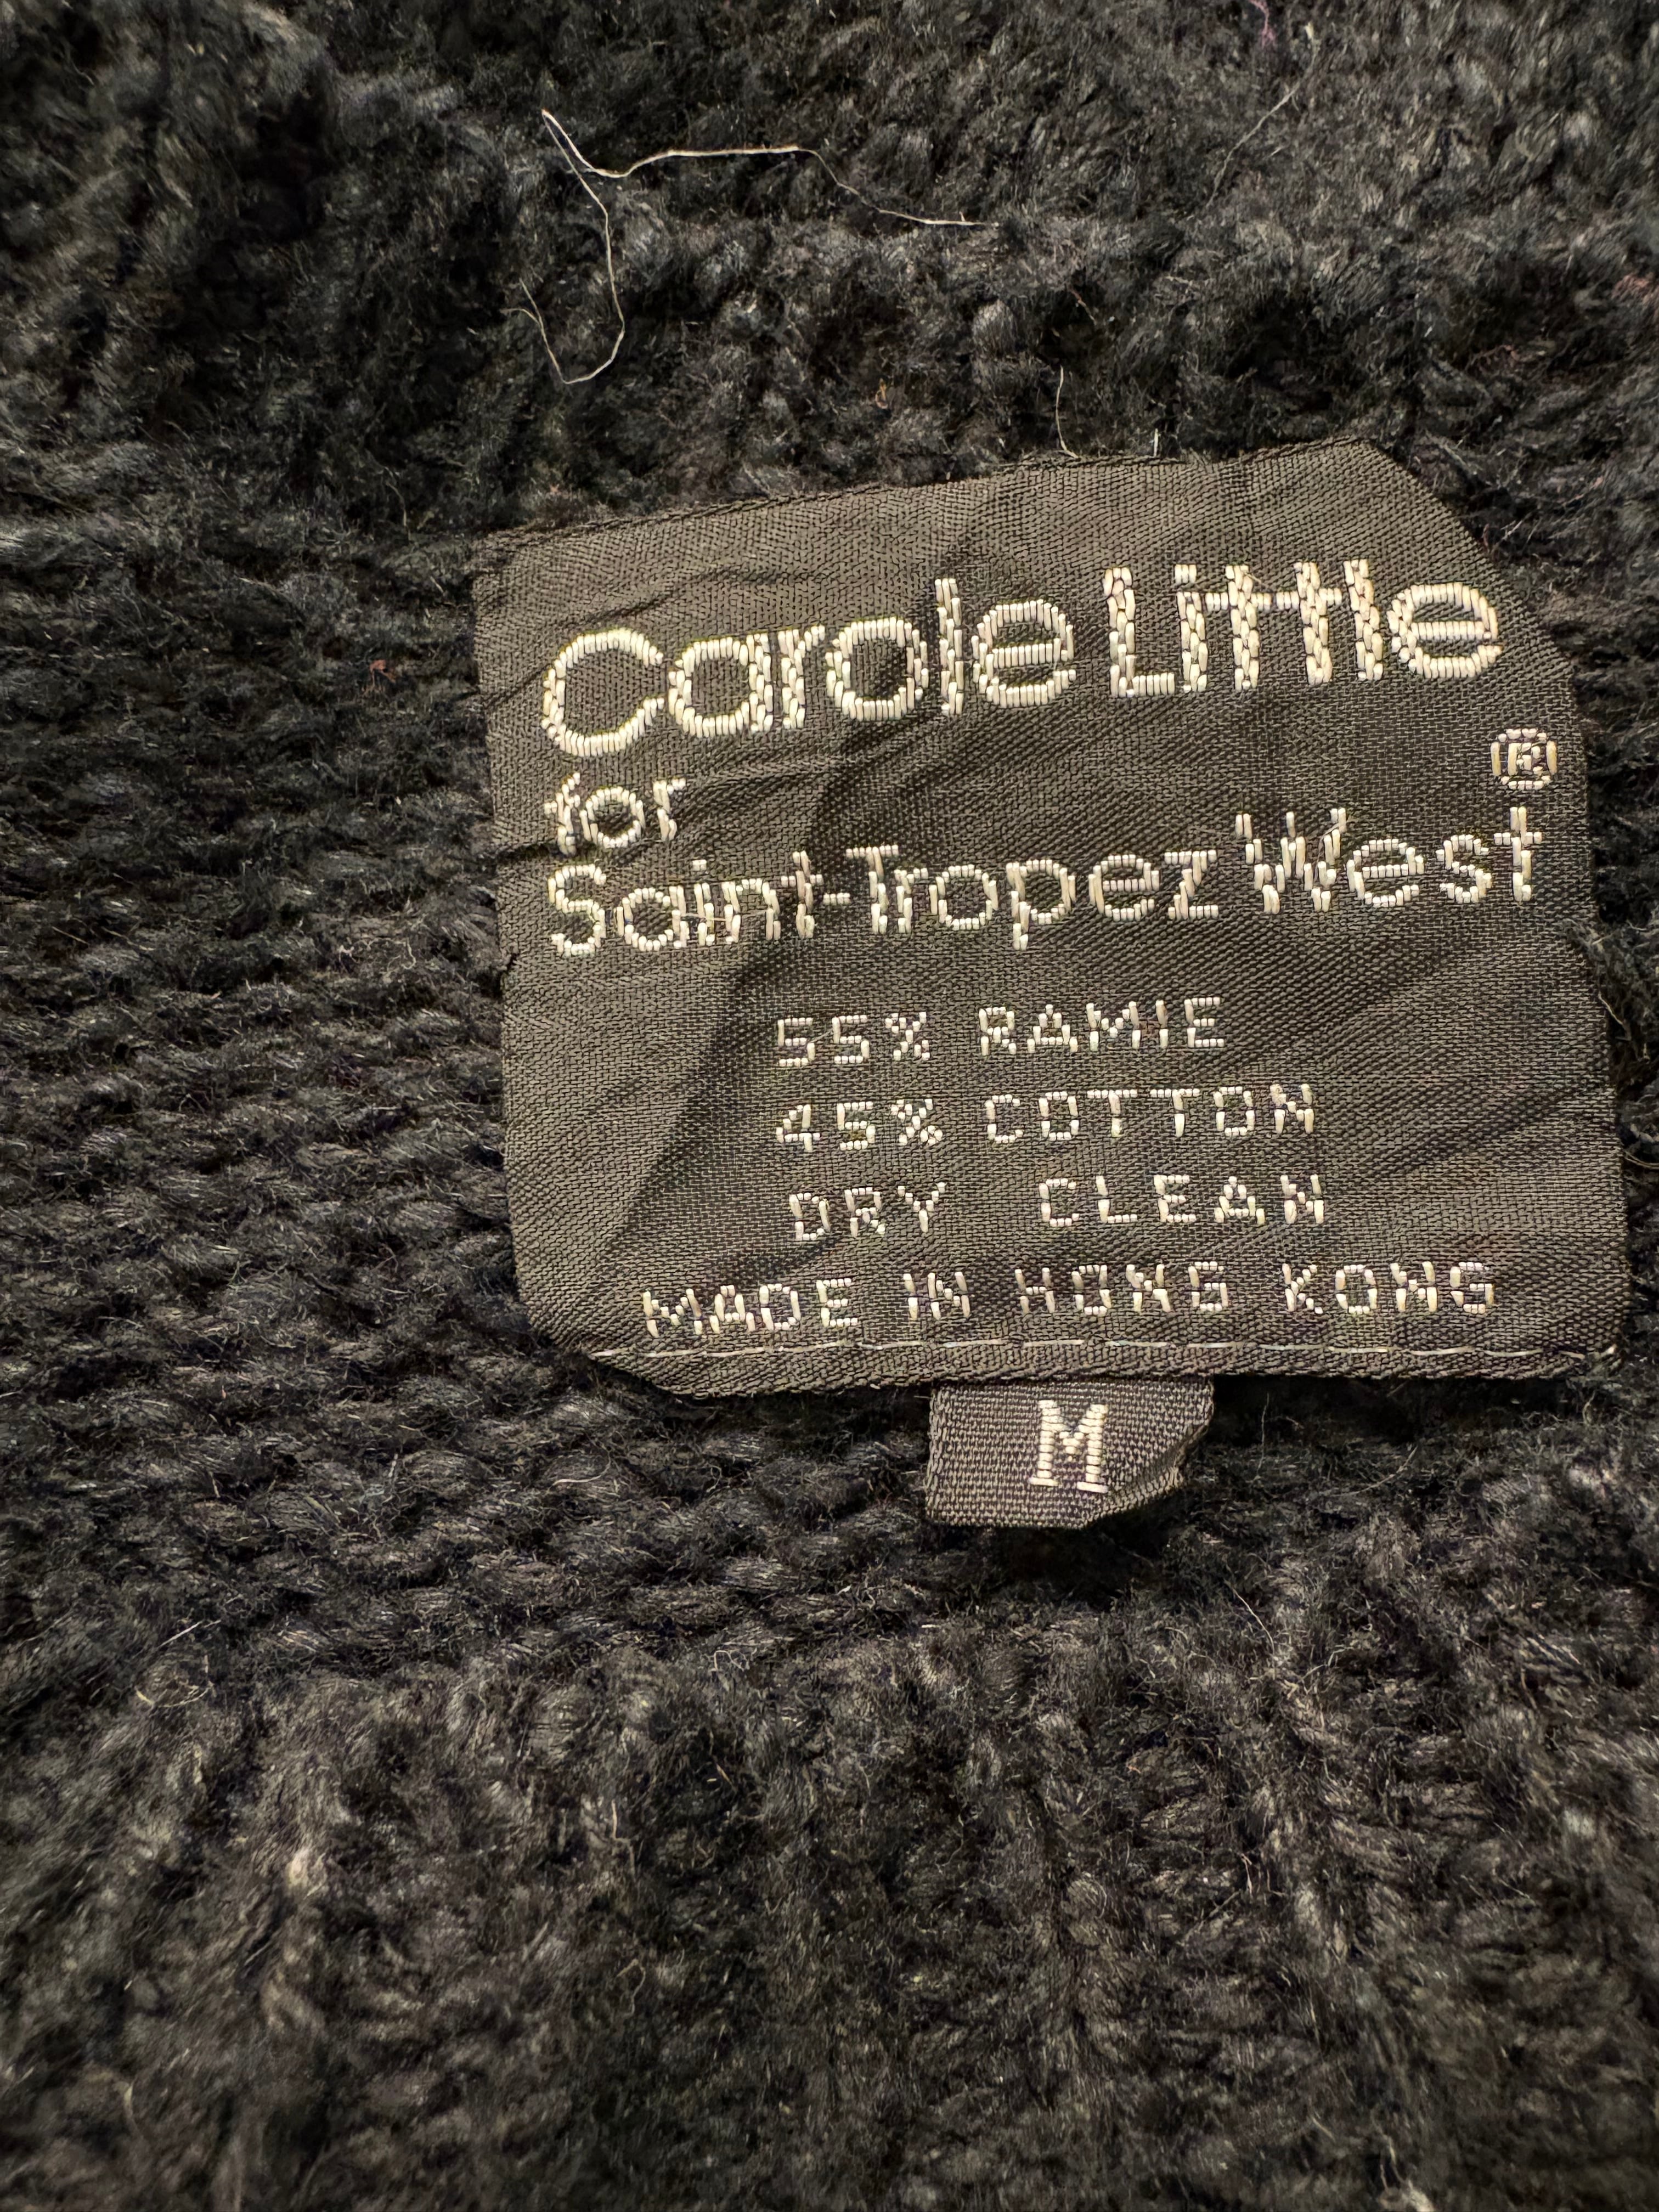 Carole Little
for
Saint-Tropez West®
55% RAMIE
45% COTTON
DRY CLEAN
MADE IN HONG KONG
M